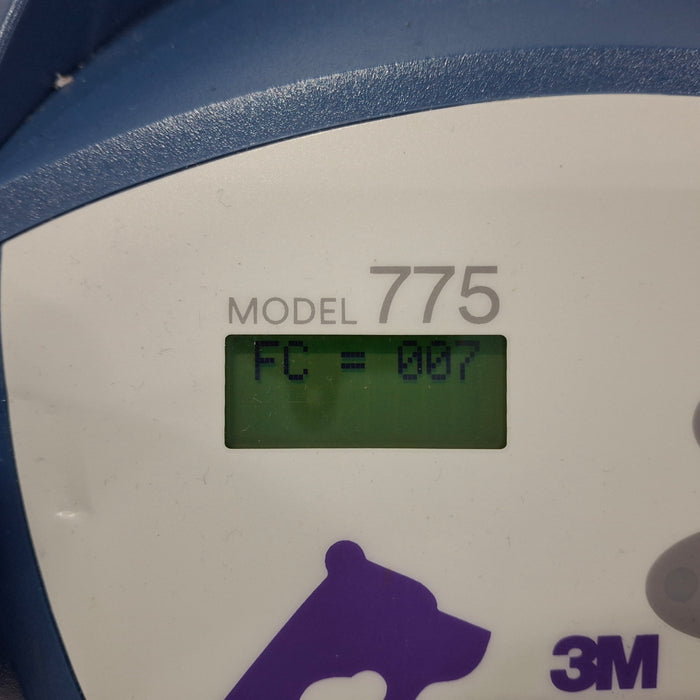 MODEL 775
FC = 007
3M